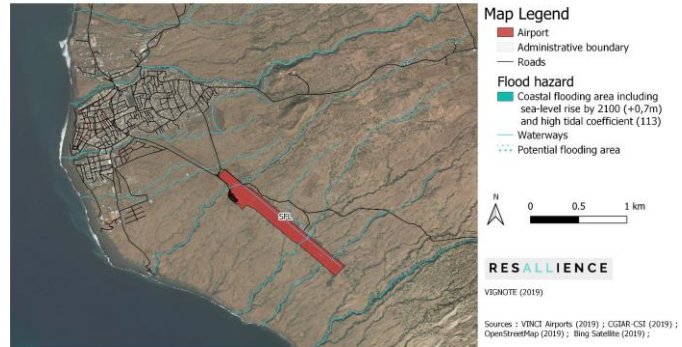 SFL
Map Legend
Airport
Administrative boundary
Roads
Flood hazard
Coastal flooding area including
sea-level rise by 2100 (+0,7m)
and high tidal coefficient (113)
Waterways
Potential flooding area
N
0 0.5 1 km
RESALLIENCE
VIGNOTE (2019)
Sources : VINCI Airports (2019) ; CGIAR-CSI (2019) ;
OpenStreetMap (2019) ; Bing Satellite (2019) ;